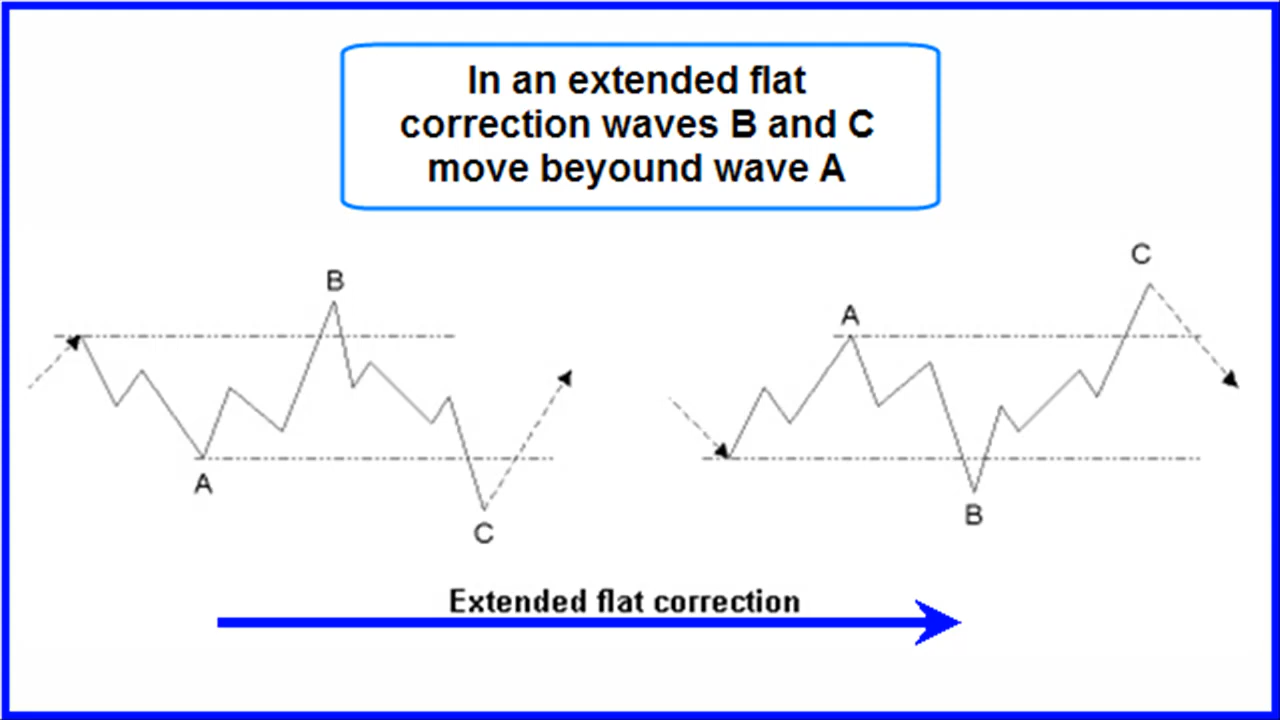 In an extended flat
correction waves B and C
move beyound wave A
B
A
C
A
B
C
Extended flat correction